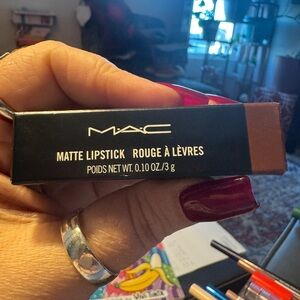 MAC
MATTE LIPSTICK ROUGE À LÈVRES
POIDS NET WT. 0.10 OZ./3 g